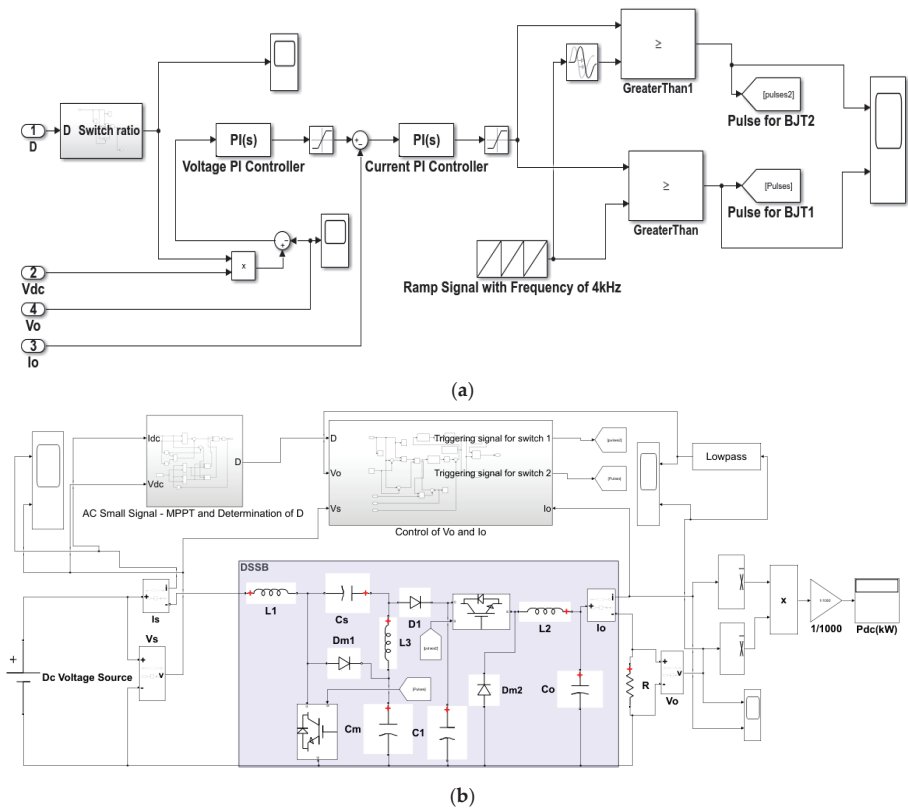 GreaterThan1
[pulses2]
Pulse for BJT2
1
D
D Switch ratio
PI(s)
Voltage PI Controller
+
−
PI(s)
Current PI Controller
≥
≥
[Pulses]
Pulse for BJT1
GreaterThan
−
+
x
2
Vdc
4
Vo
3
Io
Ramp Signal with Frequency of 4kHz
(a)
Idc
Vdc
D
AC Small Signal - MPPT and Determination of D
D
Vo
Vs
Triggering signal for switch 1
Triggering signal for switch 2
Io
Control of Vo and Io
[pulses2]
[Pulses]
Lowpass
DSSB
L1
Cs
D1
L2
Io
L3
Dm1
Dm2
Cm
C1
Co
[pulses2]
[Pulses]
Is
i
+
−
Vs
+
−
v
+
Dc Voltage Source
i
+
−
R
Vo
+
−
v
x
1/1000
1/1000
Pdc(kW)
(b)